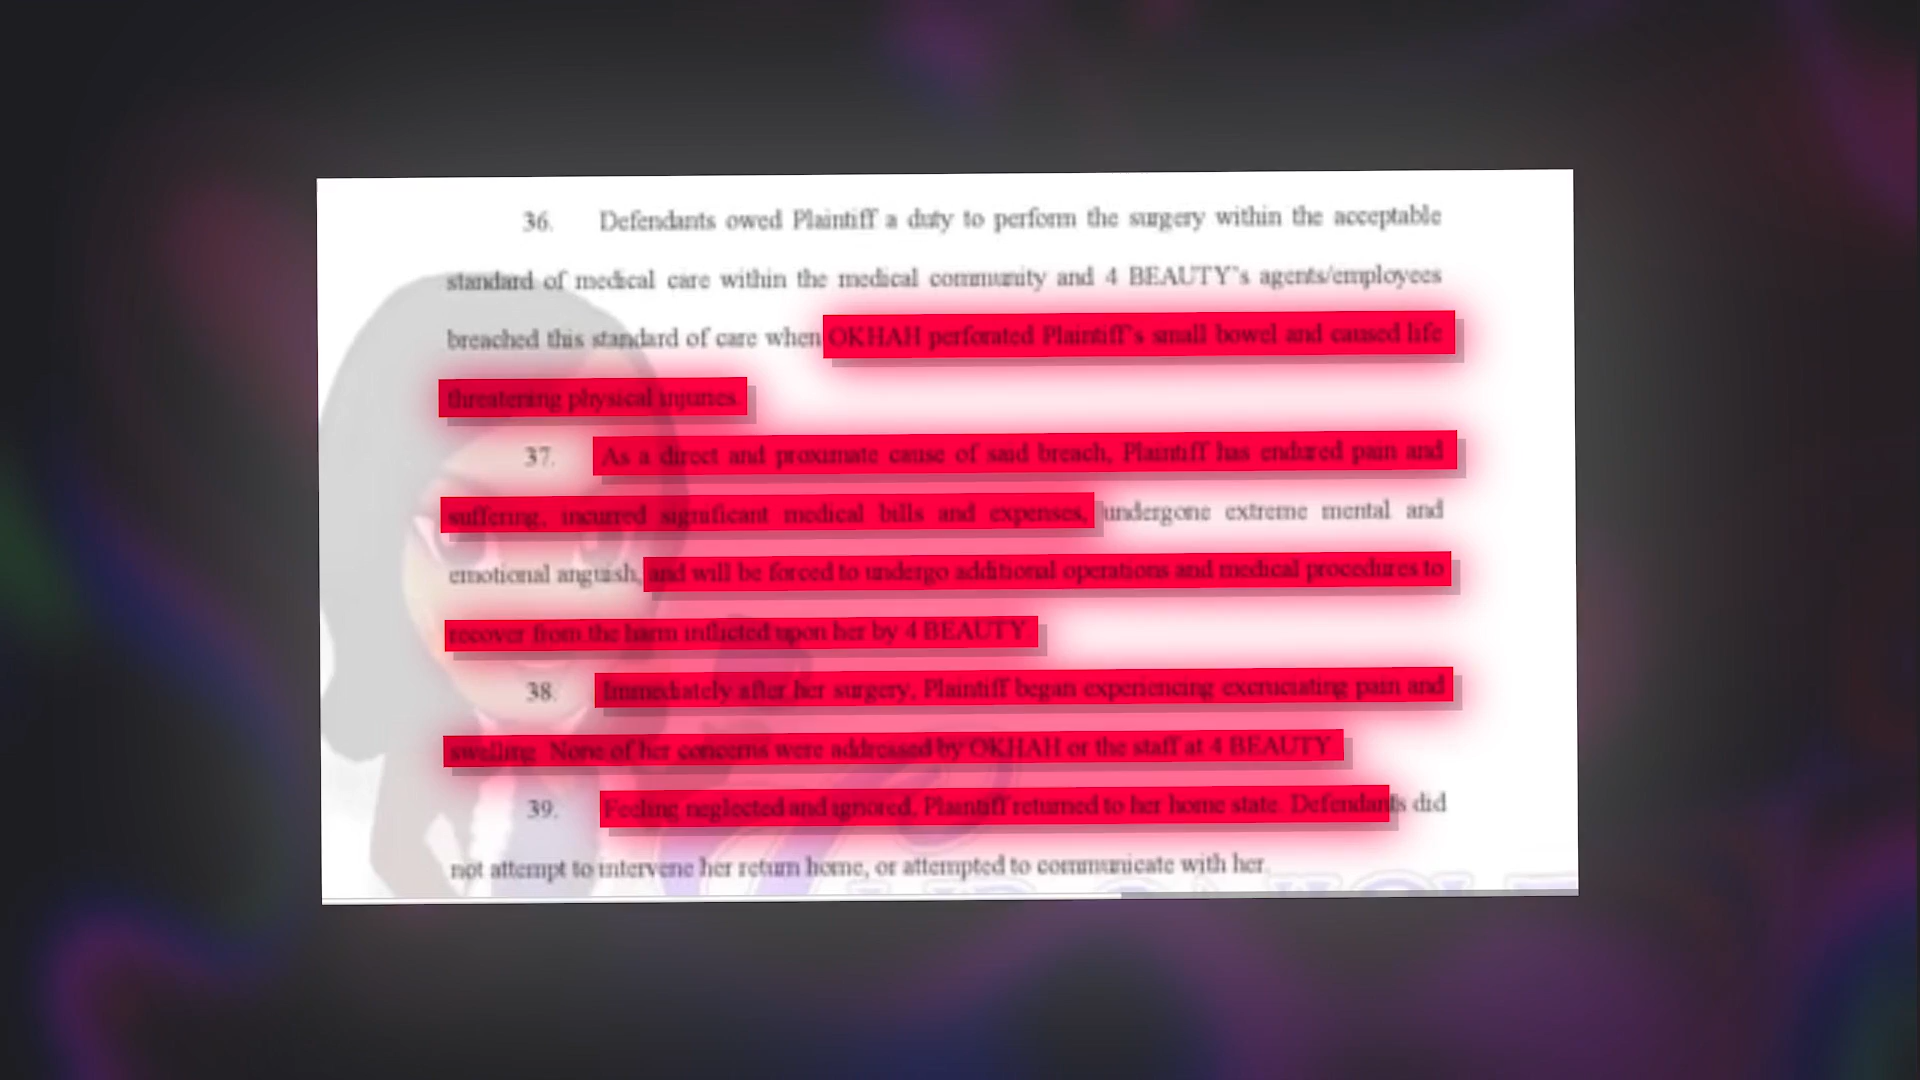 36. Defendants owed Plaintiff a duty to perform the surgery within the acceptable
standard of medical care within the medical community and 4 BEAUTY's agents/employees
breached this standard of care when OKHAH perforated Plaintiff's small bowel and caused life
threatening physical injuries.
37. As a direct and proximate cause of said breach, Plaintiff has endured pain and
suffering, incurred significant medical bills and expenses, undergone extreme mental and
emotional anguish, and will be forced to undergo additional operations and medical procedures to
recover from the harm inflicted upon her by 4 BEAUTY
38. Immediately after her surgery, Plaintiff began experiencing excruciating pain and
swelling. None of her concerns were addressed by OKHAH or the staff at 4 BEAUTY
39. Feeling neglected and ignored, Plaintiff returned to her home state. Defendants did
not attempt to intervene her return home, or attempted to communicate with her.